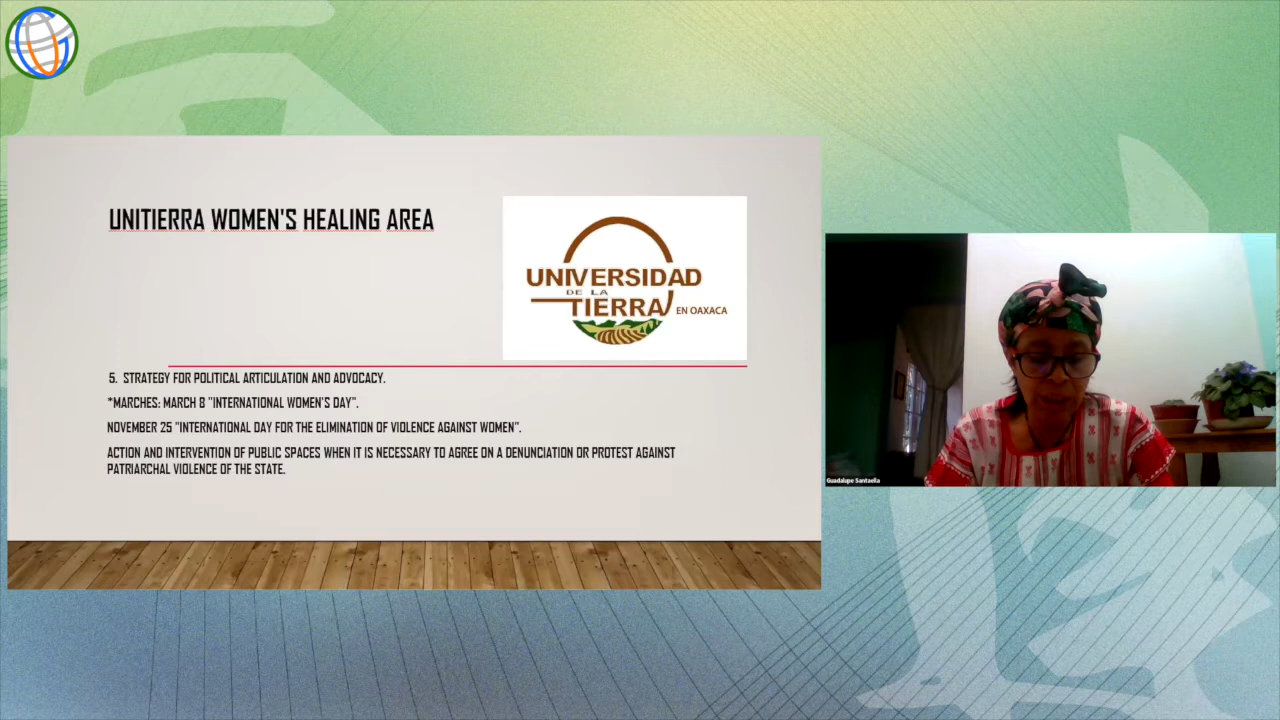 UNITIERRA WOMEN'S HEALING AREA
UNIVERSIDAD
DE LA
TIERRA
EN OAXACA
5. STRATEGY FOR POLITICAL ARTICULATION AND ADVOCACY.
*MARCHES: MARCH 8 "INTERNATIONAL WOMEN'S DAY".
NOVEMBER 25 "INTERNATIONAL DAY FOR THE ELIMINATION OF VIOLENCE AGAINST WOMEN".
ACTION AND INTERVENTION OF PUBLIC SPACES WHEN IT IS NECESSARY TO AGREE ON A DENUNCIATION OR PROTEST AGAINST
PATRIARCHAL VIOLENCE OF THE STATE.
Guadalupe Santaella